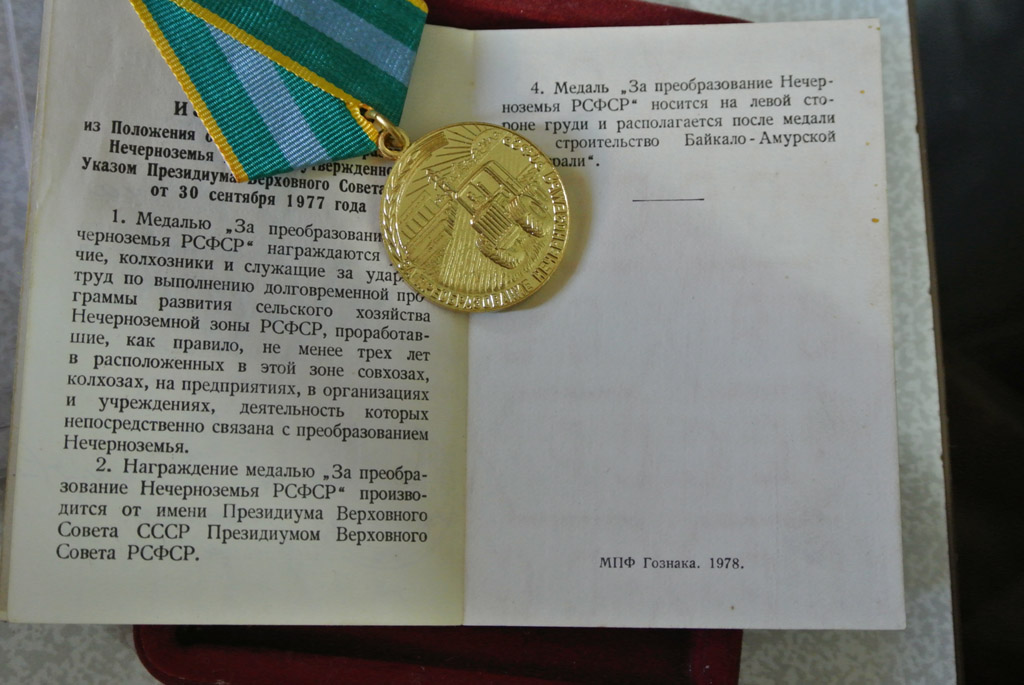 И
из Положения о
Нечерноземья
Указом Президиума Верховного Совета
от 30 сентября 1977 года
1. Медалью „За
черноземья РСФСР“ награждаются
чие, колхозники и служащие за
труд по выполнению долговременной про-
граммы развития сельского хозяйства
Нечерноземной зоны РСФСР, проработав-
шие, как правило, не менее трех лет
в расположенных в этой зоне совхозах,
колхозах, на предприятиях, в организациях
и учреждениях, деятельность которых
непосредственно связана с преобразованием
Нечерноземья.
2. Награждение медалью „За преобра-
зование Нечерноземья РСФСР“ произво-
дится от имени Президиума Верховного
Совета СССР Президиумом Верховного
Совета РСФСР.
4. Медаль „За преобразование Нечер-
ноземья РСФСР“ носится на левой сто-
роне груди и располагается после медали
строительство Байкало-Амурской
МПФ Гознака. 1978.